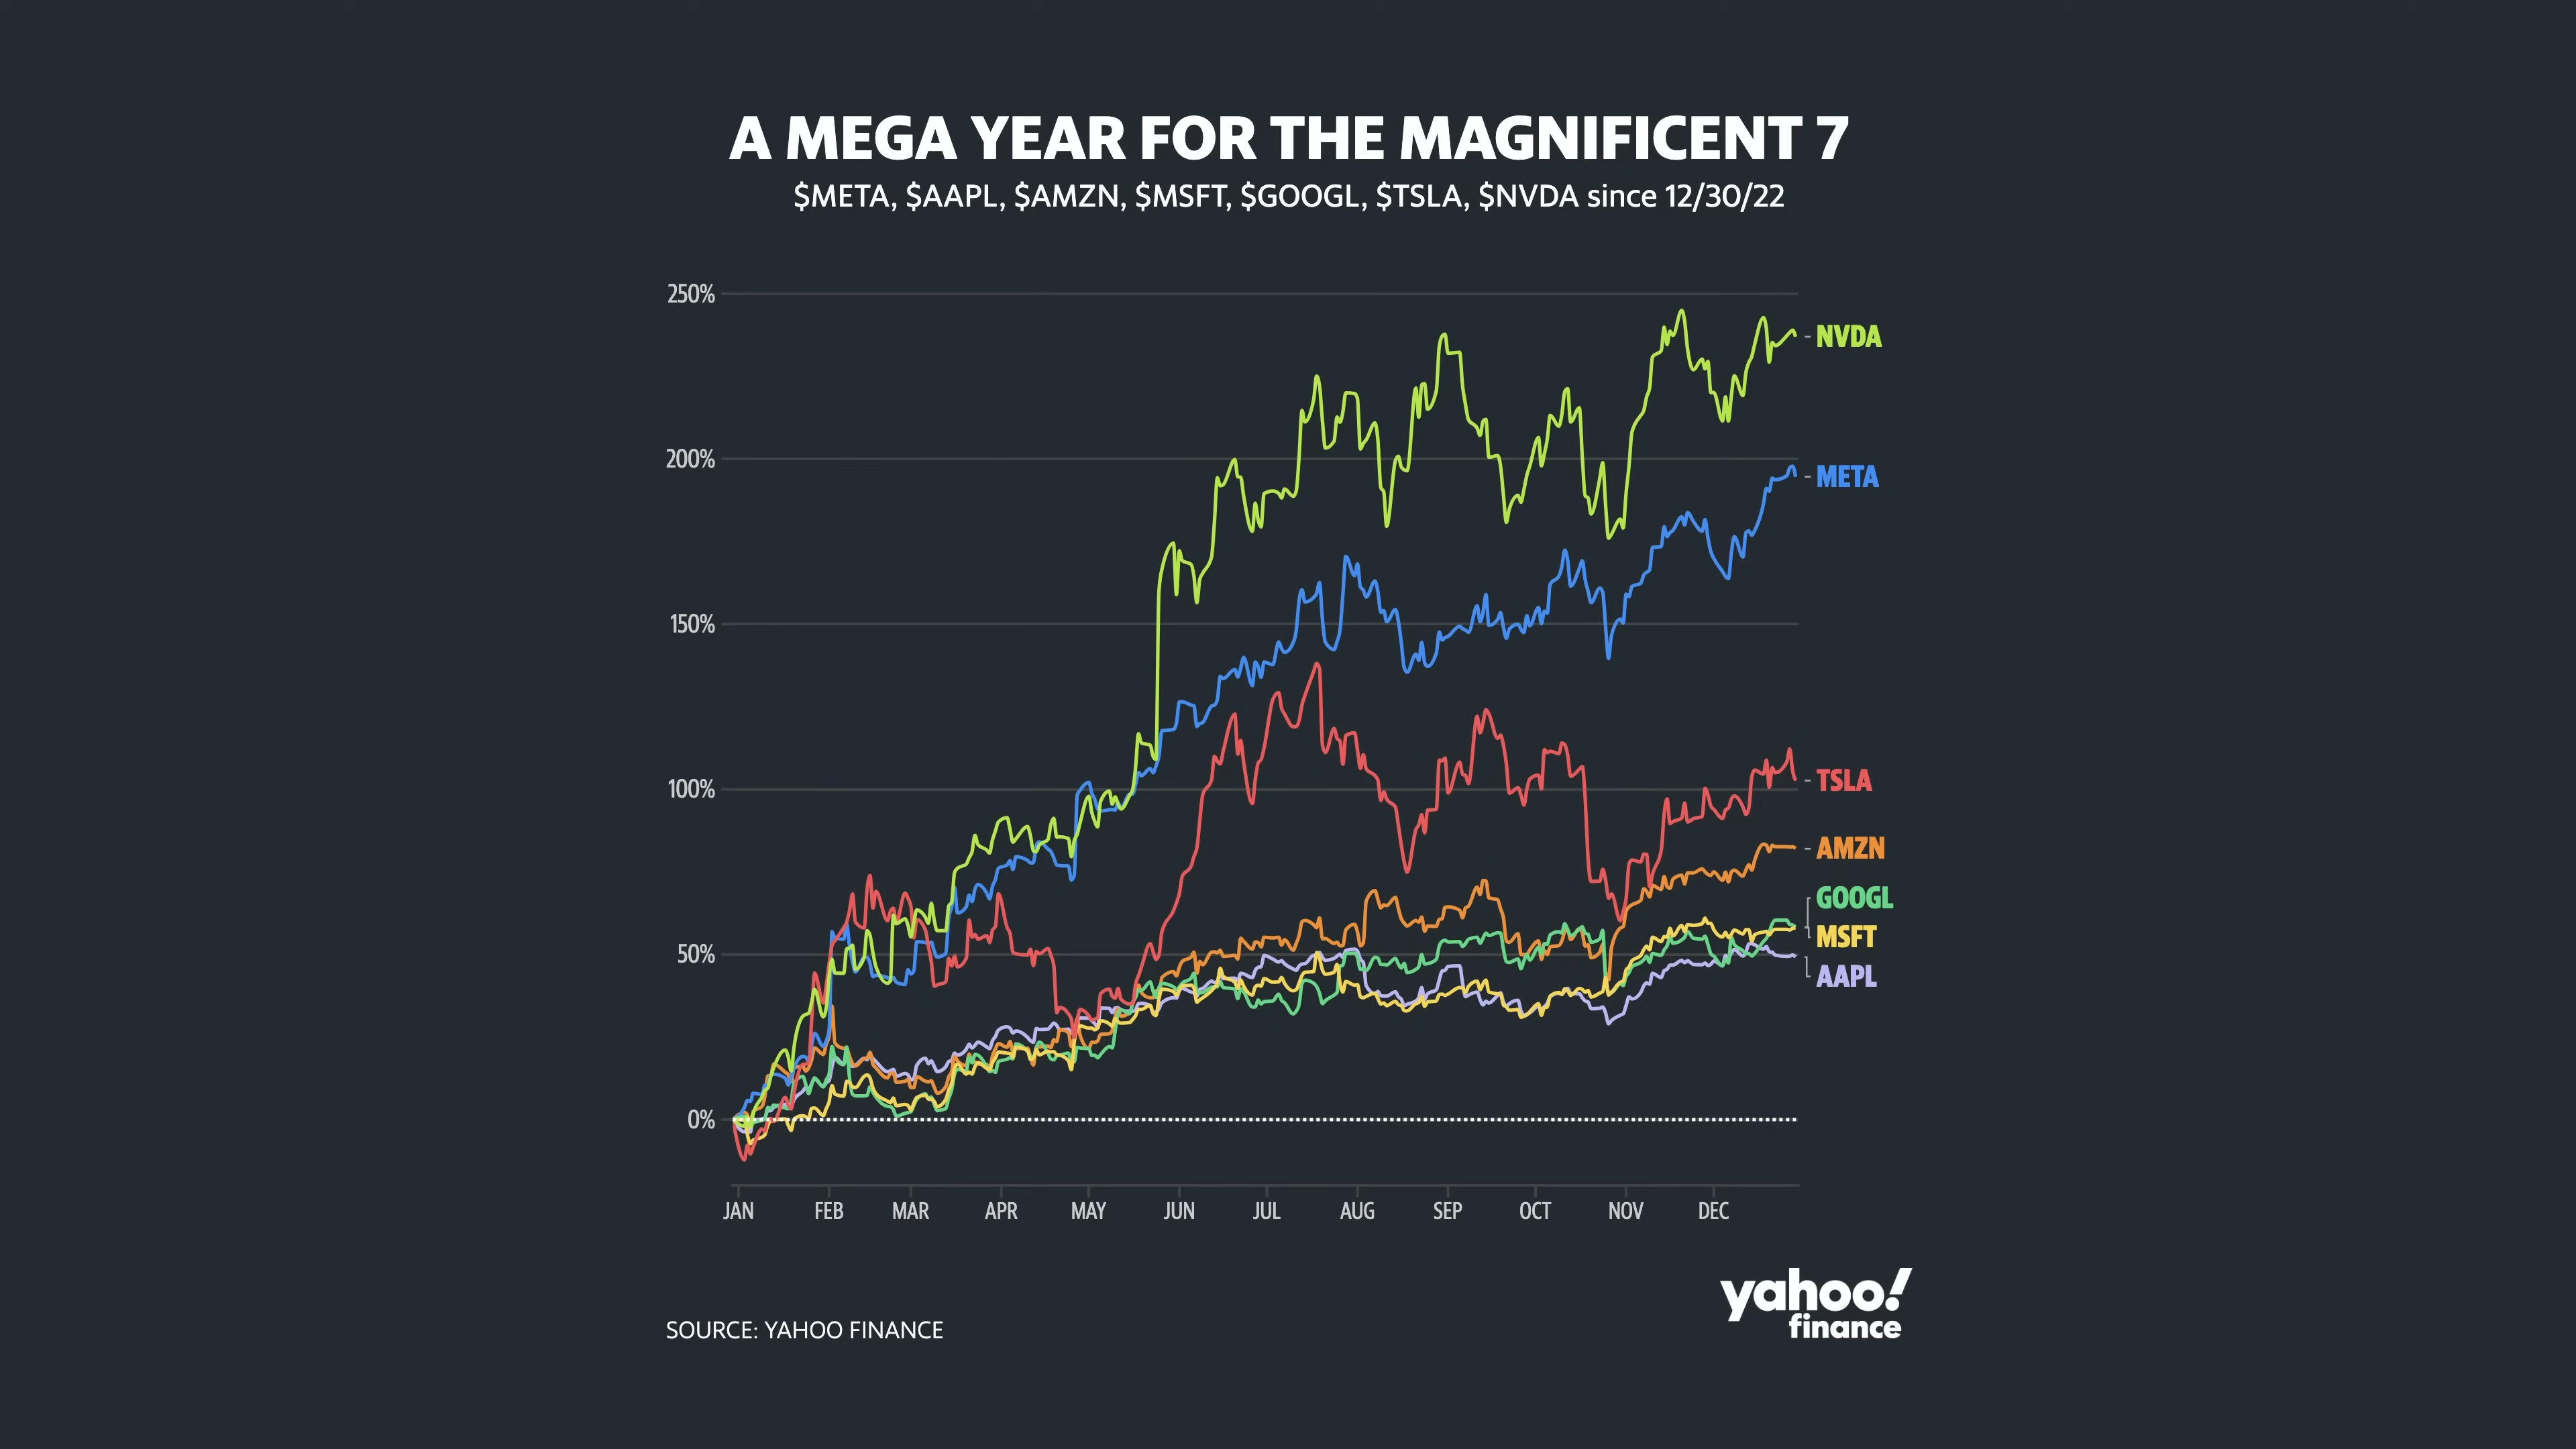 A MEGA YEAR FOR THE MAGNIFICENT 7
$META, $AAPL, $AMZN, $MSFT, $GOOGL, $TSLA, $NVDA since 12/30/22
250%
200%
150%
100%
50%
0%
NVDA
META
TSLA
AMZN
GOOGL
MSFT
AAPL
JAN FEB MAR APR MAY JUN JUL AUG SEP OCT NOV DEC
SOURCE: YAHOO FINANCE
yahoo!
finance